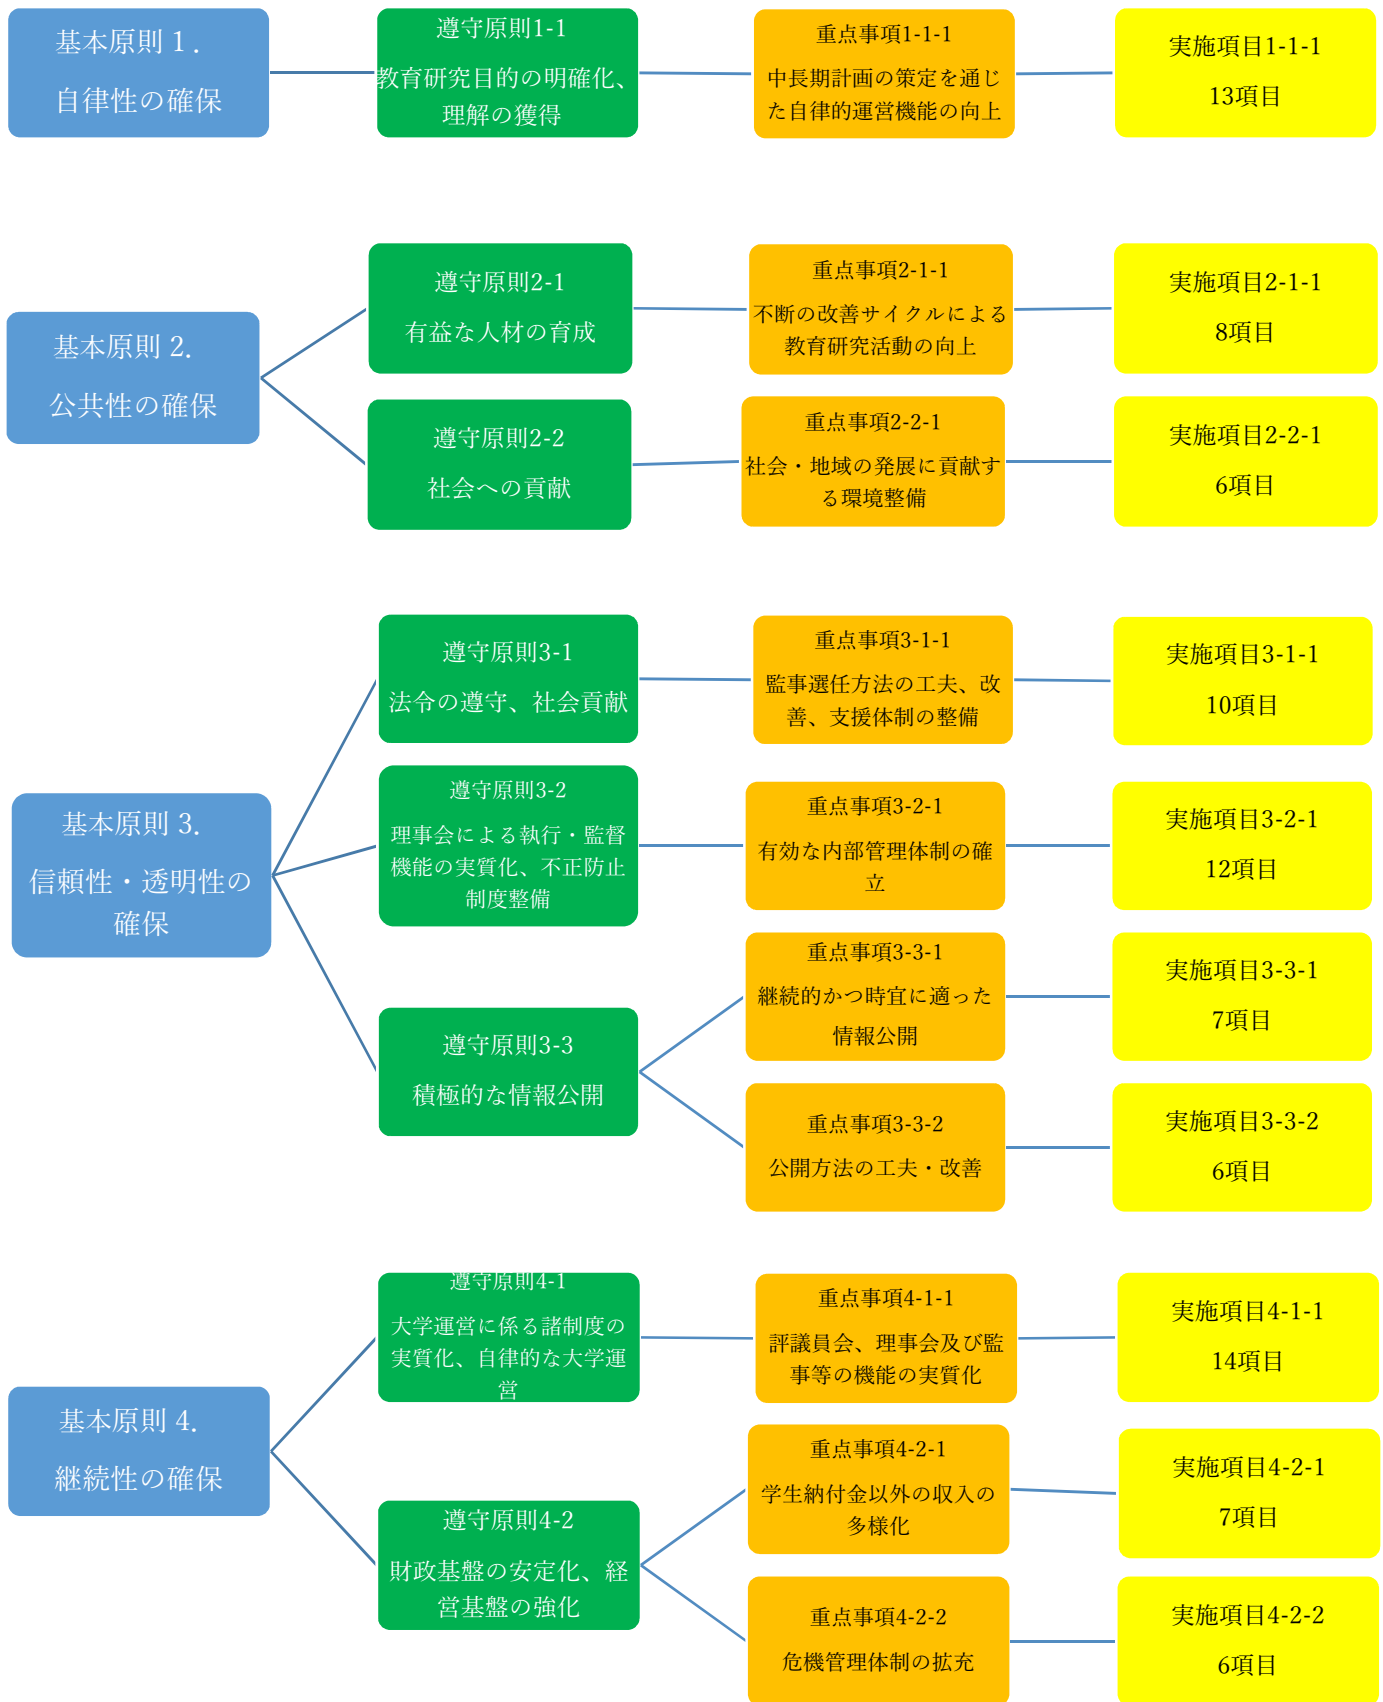 基本原則 1.
自律性の確保
遵守原則1-1
教育研究目的の明確化、
理解の獲得
重点事項1-1-1
中長期計画の策定を通じ
た自律的運営機能の向上
実施項目1-1-1
13項目
基本原則 2.
公共性の確保
遵守原則2-1
有益な人材の育成
重点事項2-1-1
不断の改善サイクルによる
教育研究活動の向上
実施項目2-1-1
8項目
遵守原則2-2
社会への貢献
重点事項2-2-1
社会・地域の発展に貢献す
る環境整備
実施項目2-2-1
6項目
基本原則 3.
信頼性・透明性の
確保
遵守原則3-1
法令の遵守、社会貢献
重点事項3-1-1
監事選任方法の工夫、改
善、支援体制の整備
実施項目3-1-1
10項目
遵守原則3-2
理事会による執行・監督
機能の実質化、不正防止
制度整備
重点事項3-2-1
有効な内部管理体制の確
立
実施項目3-2-1
12項目
遵守原則3-3
積極的な情報公開
重点事項3-3-1
継続的かつ時宜に適った
情報公開
実施項目3-3-1
7項目
重点事項3-3-2
公開方法の工夫・改善
実施項目3-3-2
6項目
基本原則 4.
継続性の確保
遵守原則4-1
大学運営に係る諸制度の
実質化、自律的な大学運
営
重点事項4-1-1
評議員会、理事会及び監
事等の機能の実質化
実施項目4-1-1
14項目
遵守原則4-2
財政基盤の安定化、経
営基盤の強化
重点事項4-2-1
学生納付金以外の収入の
多様化
実施項目4-2-1
7項目
重点事項4-2-2
危機管理体制の拡充
実施項目4-2-2
6項目